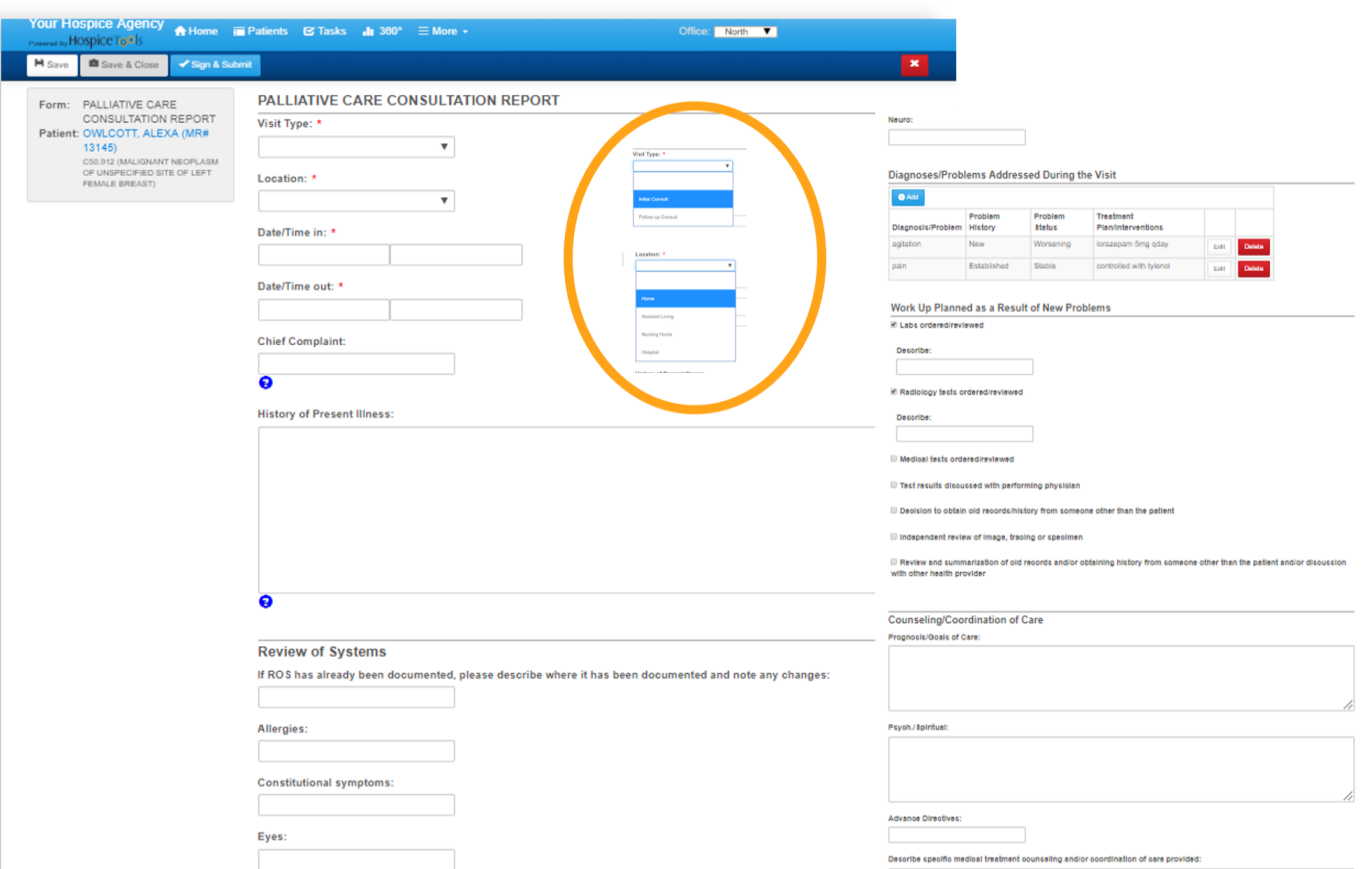 Your Hospice Agency
Powered by HospiceTools
Home
Patients
Tasks
360°
More
Office: North
Save
Save & Close
Sign & Submit
Form: PALLIATIVE CARE
CONSULTATION REPORT
Patient: OWLCOTT, ALEXA (MR#
13145)
C50.912 (MALIGNANT NEOPLASM
OF UNSPECIFIED SITE OF LEFT
FEMALE BREAST)
PALLIATIVE CARE CONSULTATION REPORT
Visit Type: *
Location: *
Date/Time in: *
Date/Time out: *
Chief Complaint:
?
History of Present Illness:
?
Review of Systems
If ROS has already been documented, please describe where it has been documented and note any changes:
Allergies:
Constitutional symptoms:
Eyes:
Visit Type: *
Initial Consult
Follow-up Consult
Location: *
Home
Assisted Living
Nursing Home
Hospital
History of Present Illness:
Neuro:
Diagnoses/Problems Addressed During the Visit
Add
Diagnosis/Problem Problem History Problem Status Treatment Plan/Interventions
agitation New Worsening lorazepam 5mg qday Edit Delete
pain Established Stable controlled with tylenol Edit Delete
Work Up Planned as a Result of New Problems
Labs ordered/reviewed
Describe:
Radiology tests ordered/reviewed
Describe:
Medical tests ordered/reviewed
Test results discussed with performing physician
Decision to obtain old records/history from someone other than the patient
Independent review of image, tracing or specimen
Review and summarization of old records and/or obtaining history from someone other than the patient and/or discussion
with other health provider
Counseling/Coordination of Care
Prognosis/Goals of Care:
Psych./Spiritual:
Advance Directives:
Describe specific medical treatment counseling and/or coordination of care provided: